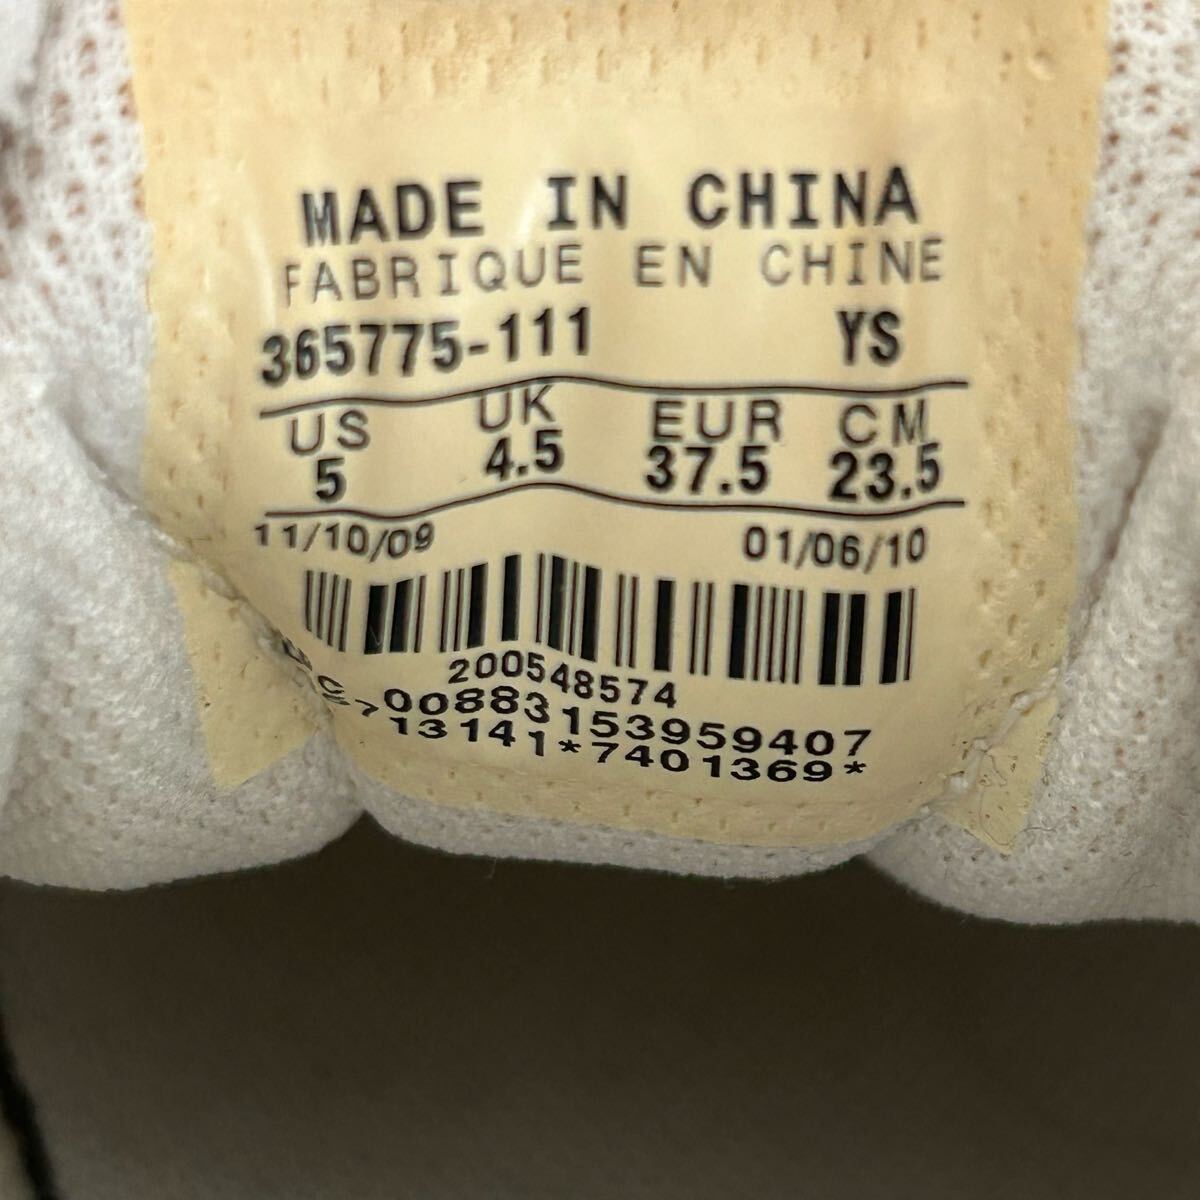 MADE IN CHINA
FABRIQUE EN CHINE
365775-111 YS
US UK EUR CM
5 4.5 37.5 23.5
11/10/09 01/06/10
200548574
00883153959407
13141*7401369*